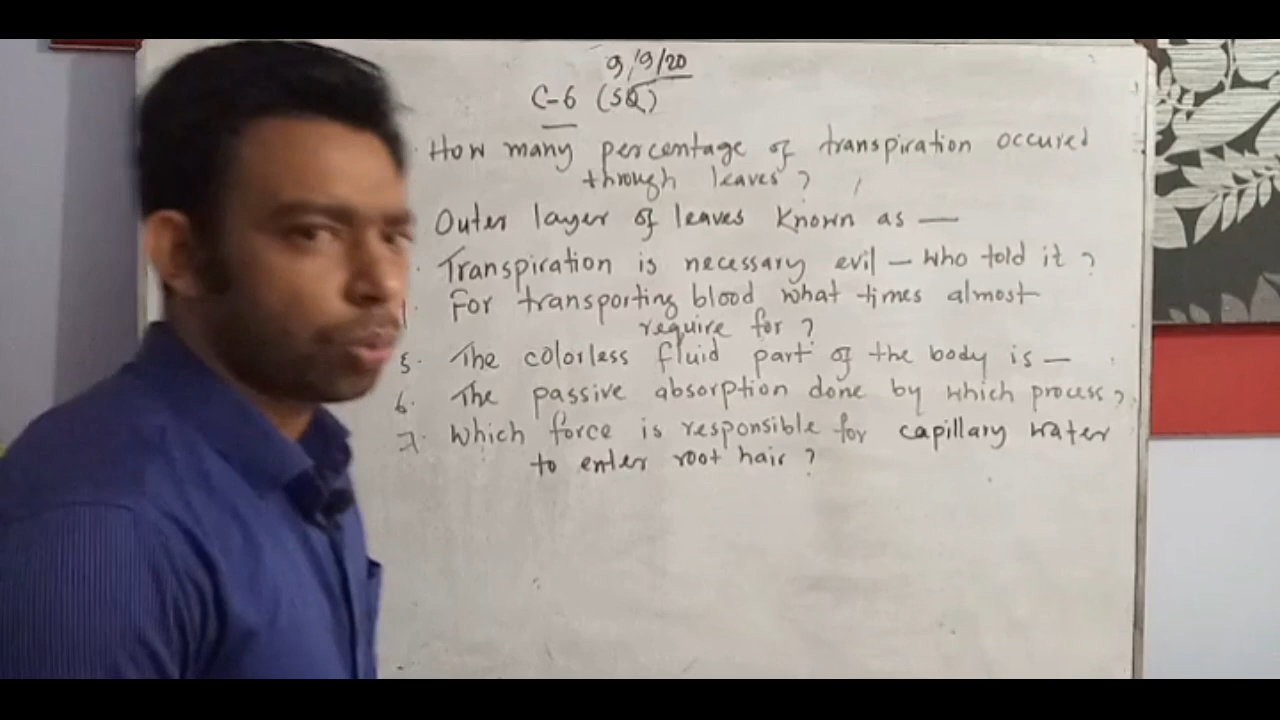 9/9/20
C-6 (SQ)
How many percentage of transpiration occured
through leaves ?
Outer layer of leaves known as —
Transpiration is necessary evil — who told it ?
For transporting blood what times almost
require for ?
5. The colorless fluid part of the body is —
6. The passive absorption done by which process ?
7. Which force is responsible for capillary water
to enter root hair ?